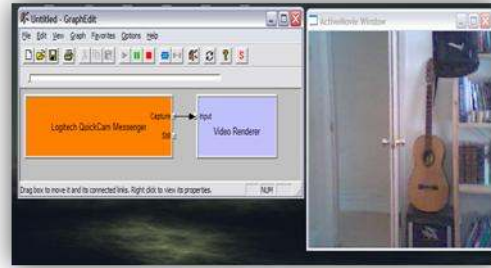 Untitled - GraphEdit
File Edit View Graph Favorites Options Help
Logitech QuickCam Messenger
Capture
Still
Input
Video Renderer
Drag box to move it and its connected links. Right click to view its properties.
NUM
ActiveMovie Window